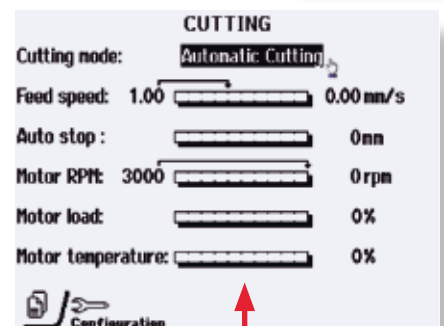 CUTTING
Cutting mode: Automatic Cutting
Feed speed: 1.00 0.00 mm/s
Auto stop : 0mm
Motor RPM: 3000 0 rpm
Motor load: 0%
Motor temperature: 0%
Configuration